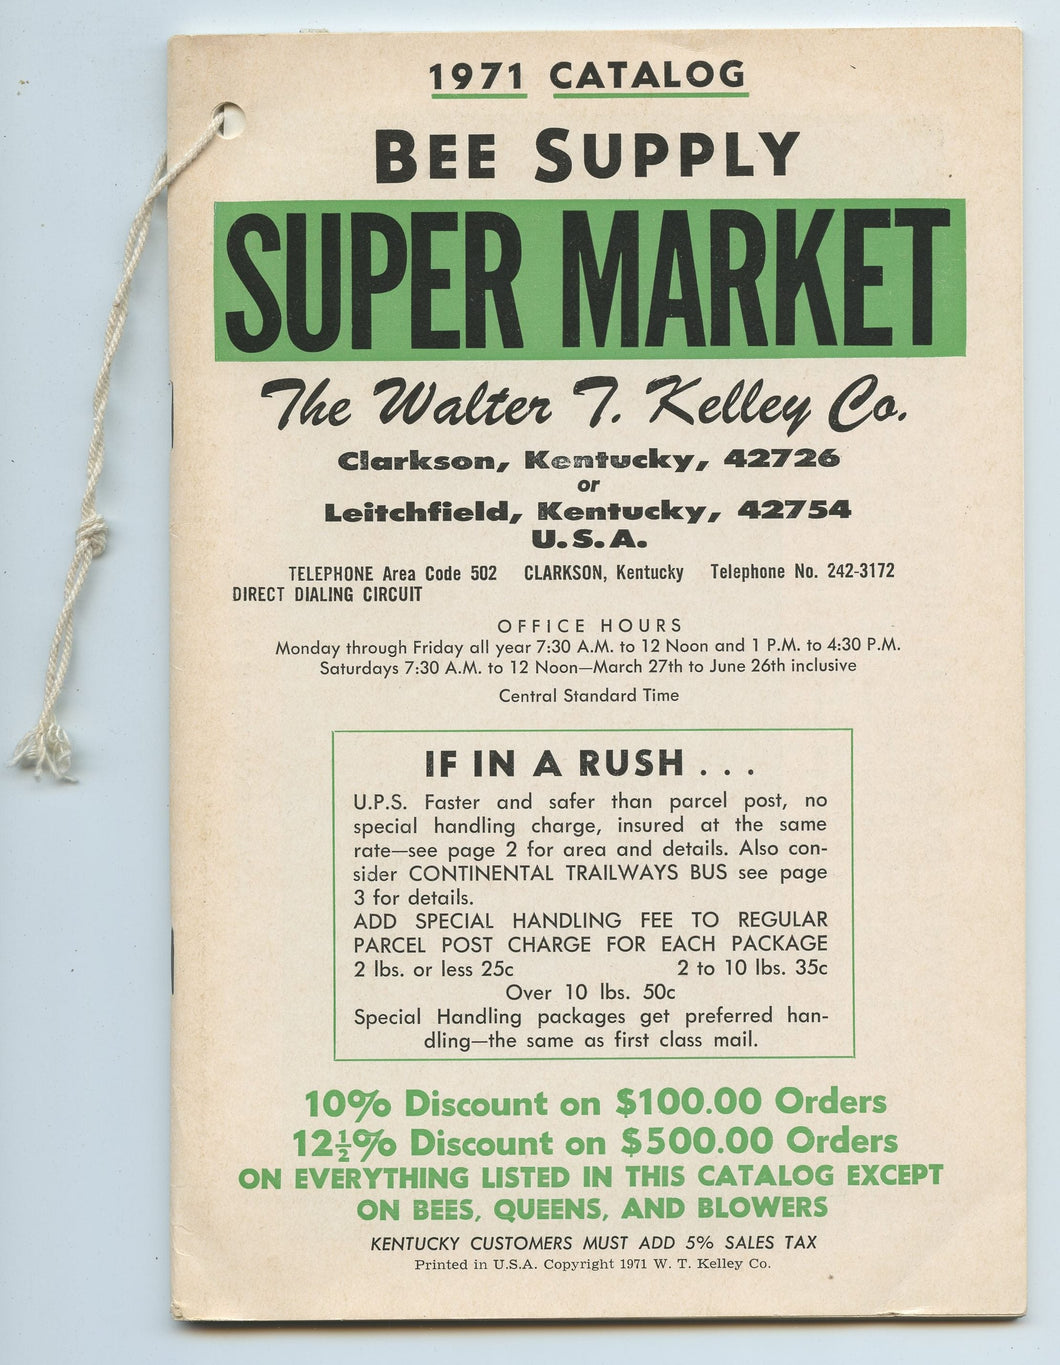 1971 CATALOG
BEE SUPPLY
SUPER MARKET
The Walter T. Kelley Co.
Clarkson, Kentucky, 42726
or
Leitchfield, Kentucky, 42754
U.S.A.
TELEPHONE Area Code 502 CLARKSON, Kentucky Telephone No. 242-3172
DIRECT DIALING CIRCUIT
OFFICE HOURS
Monday through Friday all year 7:30 A.M. to 12 Noon and 1 P.M. to 4:30 P.M.
Saturdays 7:30 A.M. to 12 Noon—March 27th to June 26th inclusive
Central Standard Time
IF IN A RUSH . . .
U.P.S. Faster and safer than parcel post, no
special handling charge, insured at the same
rate—see page 2 for area and details. Also con-
sider CONTINENTAL TRAILWAYS BUS see page
3 for details.
ADD SPECIAL HANDLING FEE TO REGULAR
PARCEL POST CHARGE FOR EACH PACKAGE
2 lbs. or less 25c 2 to 10 lbs. 35c
Over 10 lbs. 50c
Special Handling packages get preferred han-
dling—the same as first class mail.
10% Discount on $100.00 Orders
12½% Discount on $500.00 Orders
ON EVERYTHING LISTED IN THIS CATALOG EXCEPT
ON BEES, QUEENS, AND BLOWERS
KENTUCKY CUSTOMERS MUST ADD 5% SALES TAX
Printed in U.S.A. Copyright 1971 W. T. Kelley Co.